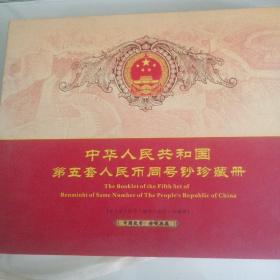 中华人民共和国
第五套人民币同号钞珍藏册
The Booklet of the Fifth Set of
Renminbi of Same Number of The People's Republic of China